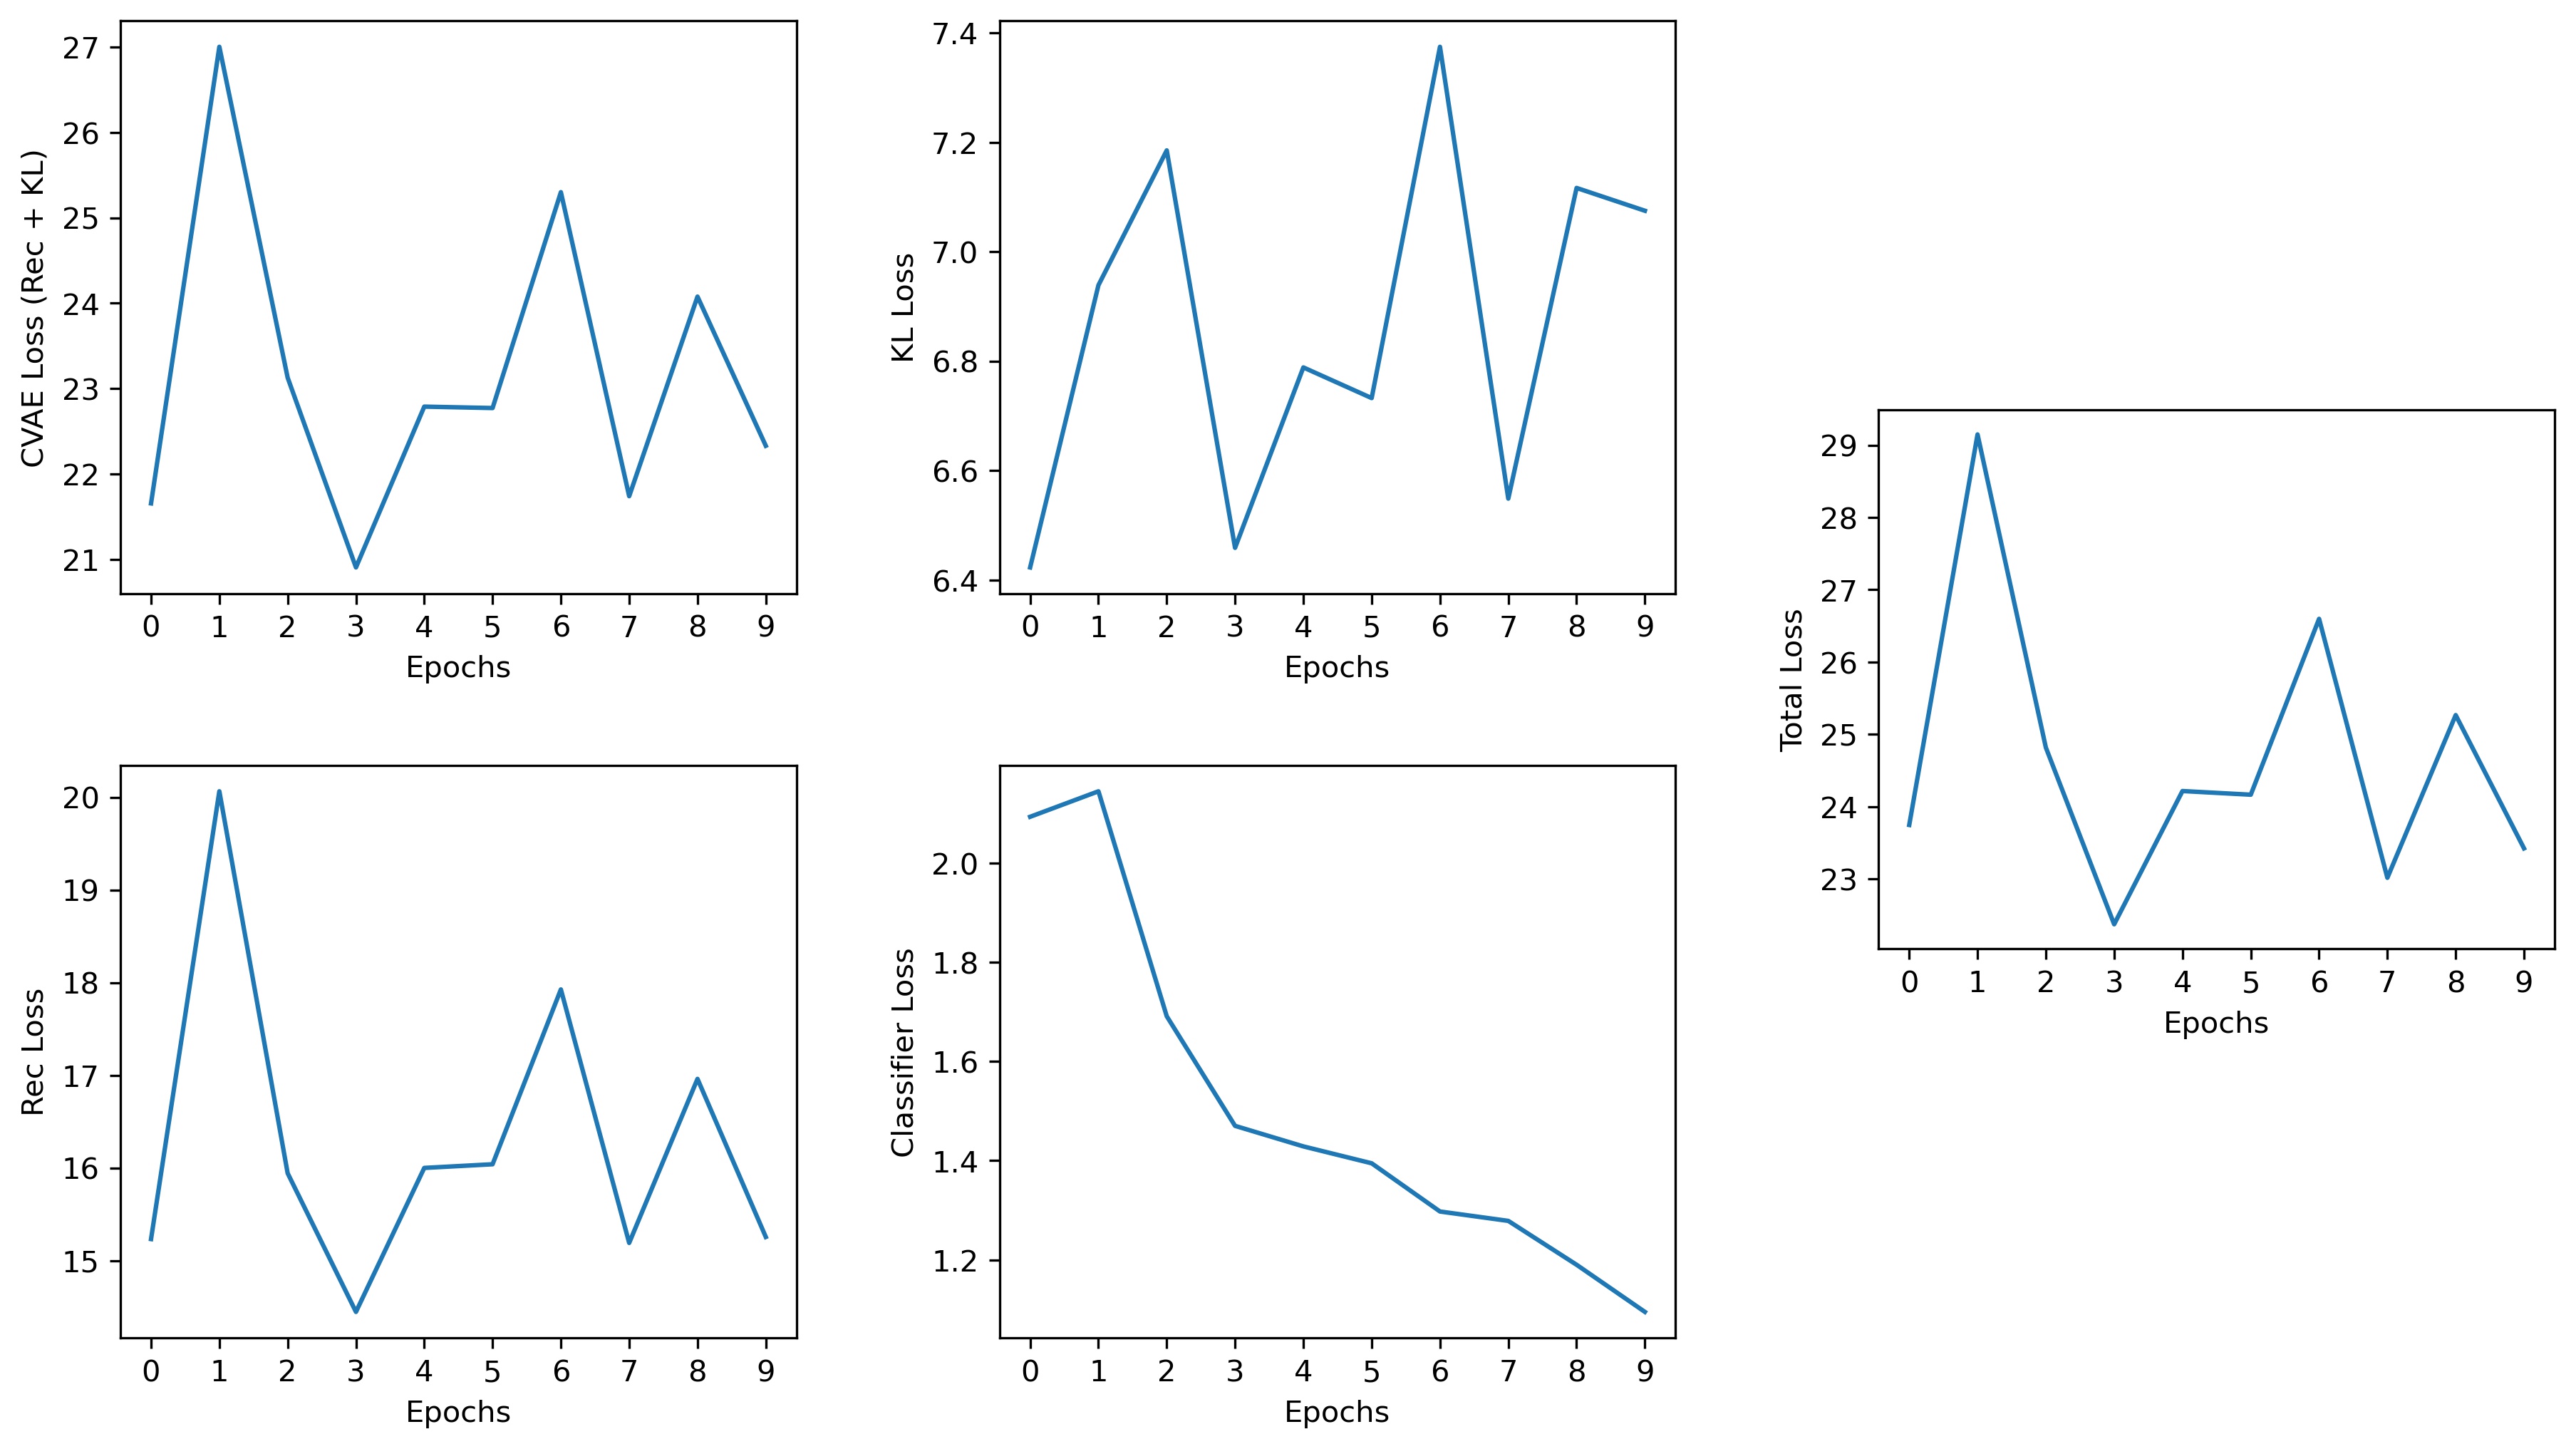 CVAE Loss (Rec + KL)
27
26
25
24
23
22
21
0 1 2 3 4 5 6 7 8 9
Epochs
KL Loss
7.4
7.2
7.0
6.8
6.6
6.4
0 1 2 3 4 5 6 7 8 9
Epochs
Rec Loss
20
19
18
17
16
15
0 1 2 3 4 5 6 7 8 9
Epochs
Classifier Loss
2.0
1.8
1.6
1.4
1.2
0 1 2 3 4 5 6 7 8 9
Epochs
Total Loss
29
28
27
26
25
24
23
0 1 2 3 4 5 6 7 8 9
Epochs